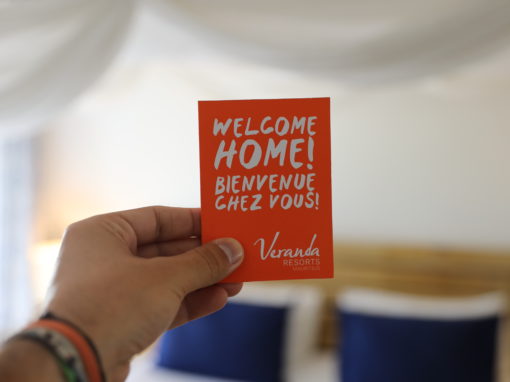 WELCOME
HOME!
BIENVENUE
CHEZ VOUS!
Veranda
RESORTS
MAURITIUS